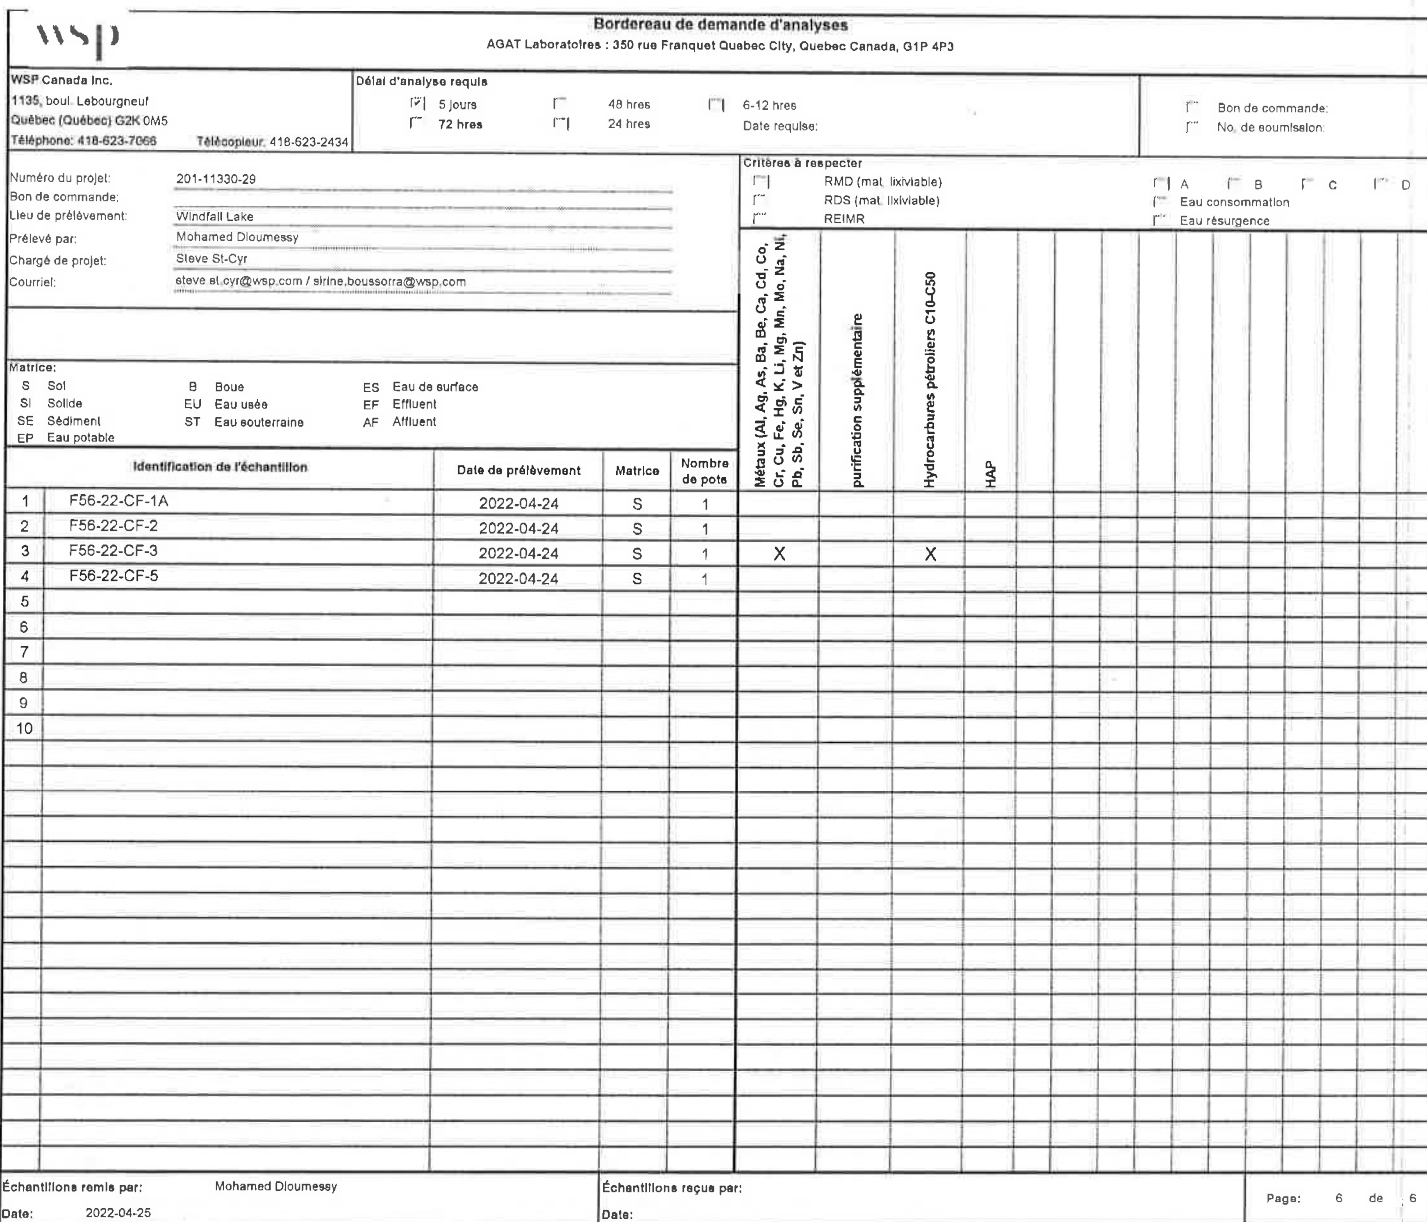 wsp
Bordereau de demande d'analyses
AGAT Laboratoires : 350 rue Franquet Quebec City, Quebec Canada, G1P 4P3
WSP Canada Inc.
1135, boul. Lebourgneuf
Québec (Québec) G2K 0M5
Téléphone: 418-623-7066 Télécopieur: 418-623-2434
Délai d'analyse requis
5 jours 48 hres 6-12 hres
72 hres 24 hres Date requise:
Bon de commande:
No. de soumission:
Numéro du projet: 201-11330-29
Bon de commande:
Lieu de prélèvement: Windfall Lake
Prélevé par: Mohamed Dioumessy
Chargé de projet: Steve St-Cyr
Courriel: steve.st.cyr@wsp.com / sirine.boussorra@wsp.com
Critères à respecter
RMD (mat. lixiviable) A B C D
RDS (mat. lixiviable) Eau consommation
REIMR Eau résurgence
Matrice:
S Sol B Boue ES Eau de surface
SI Solide EU Eau usée EF Effluent
SE Sédiment ST Eau souterraine AF Affluent
EP Eau potable
Métaux (Al, Ag, As, Ba, Be, Ca, Cd, Co,
Cr, Cu, Fe, Hg, K, Li, Mg, Mn, Mo, Na, Ni,
Pb, Sb, Se, Sn, V et Zn)
purification supplémentaire
Hydrocarbures pétroliers C10-C50
HAP
Identification de l'échantillon Date de prélèvement Matrice Nombre de pots
1 F56-22-CF-1A 2022-04-24 S 1
2 F56-22-CF-2 2022-04-24 S 1
3 F56-22-CF-3 2022-04-24 S 1 X X
4 F56-22-CF-5 2022-04-24 S 1
5
6
7
8
9
10
Échantillons remis par: Mohamed Dioumessy Échantillons reçus par:
Page: 6 de 6
Date: 2022-04-25 Date: